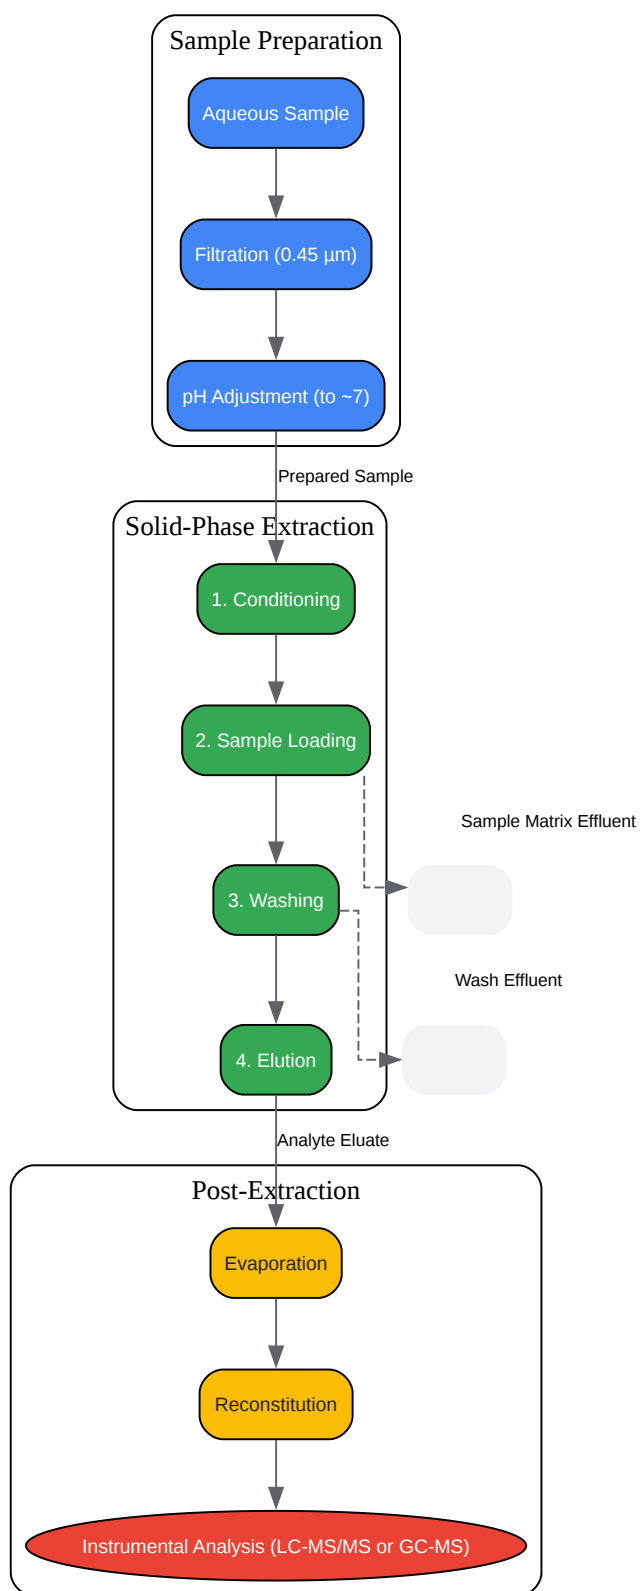 Sample Preparation
Aqueous Sample
Filtration (0.45 µm)
pH Adjustment (to ~7)
Prepared Sample
Solid-Phase Extraction
1. Conditioning
2. Sample Loading
Sample Matrix Effluent
3. Washing
Wash Effluent
4. Elution
Analyte Eluate
Post-Extraction
Evaporation
Reconstitution
Instrumental Analysis (LC-MS/MS or GC-MS)